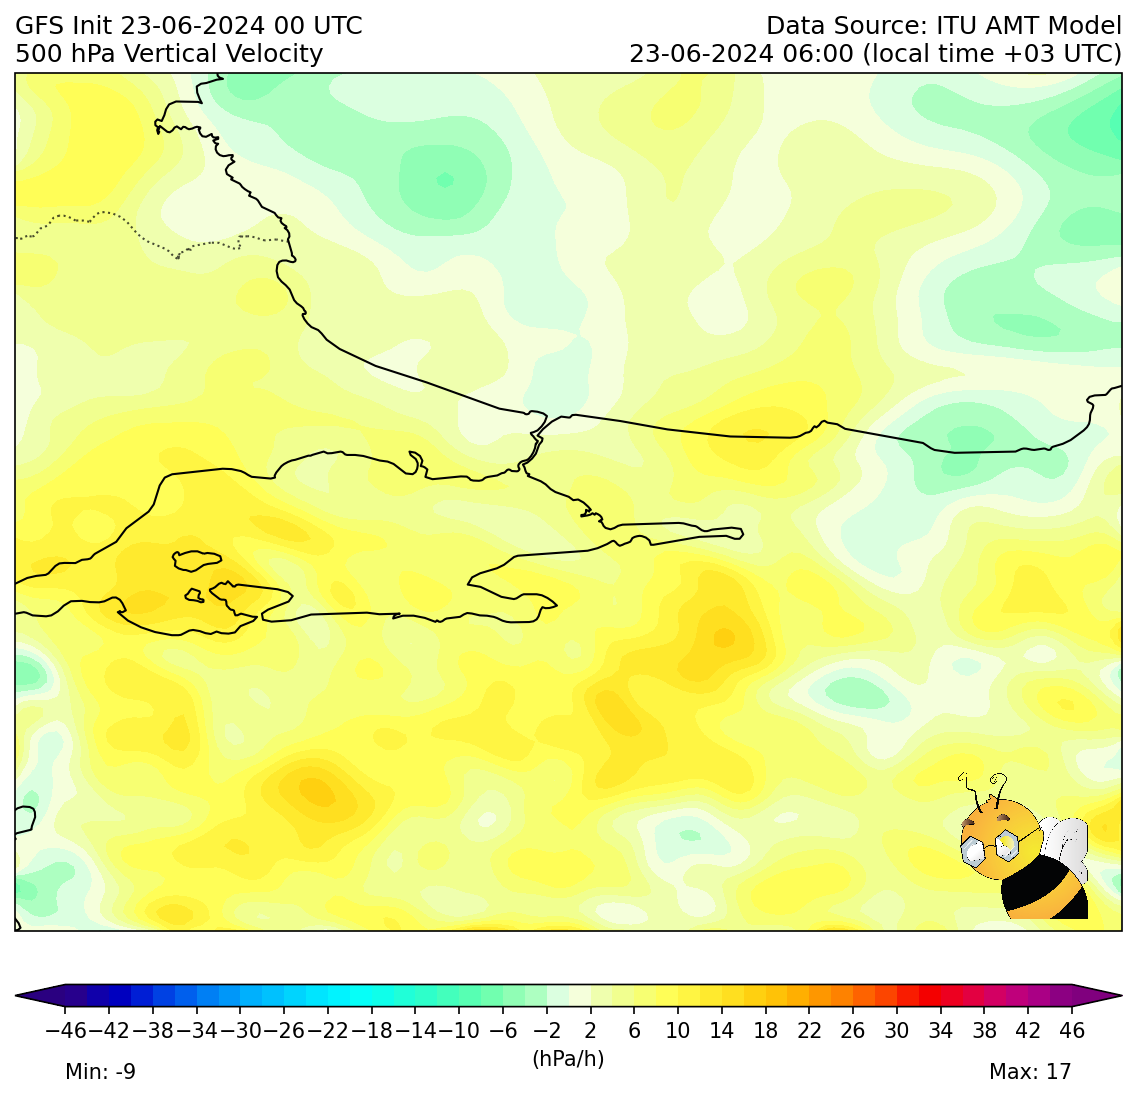 GFS Init 23-06-2024 00 UTC
Data Source: ITU AMT Model
500 hPa Vertical Velocity
23-06-2024 06:00 (local time +03 UTC)
−46 −42 −38 −34 −30 −26 −22 −18 −14 −10 −6 −2 2 6 10 14 18 22 26 30 34 38 42 46
(hPa/h)
Min: -9
Max: 17